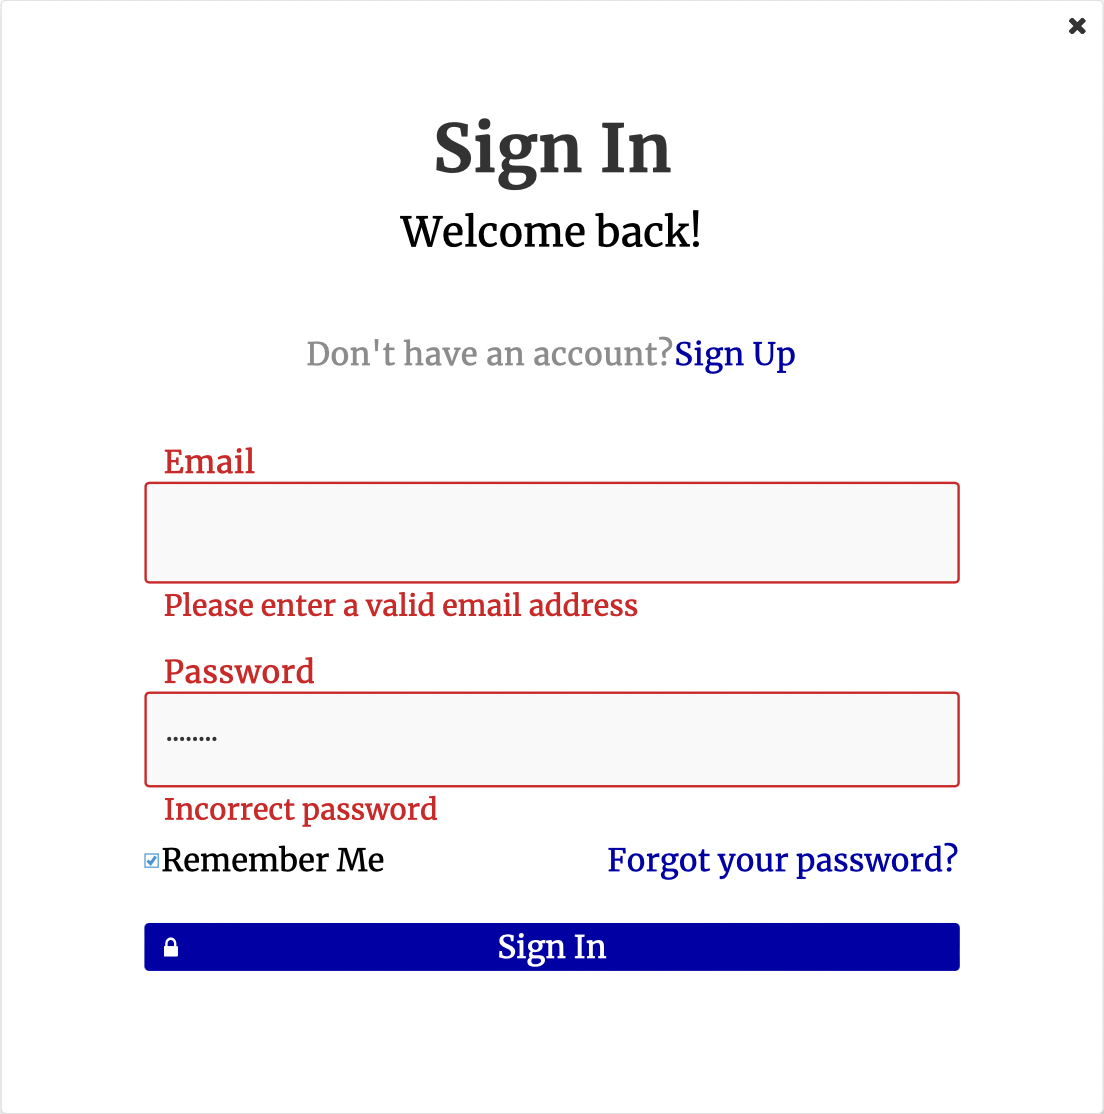 Sign In
Welcome back!
Don't have an account?Sign Up
Email
Please enter a valid email address
Password
........
Incorrect password
Remember Me
Forgot your password?
Sign In